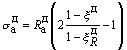 σ_a^д = R_a^д (2 (1−ξ^д)/(1−ξ_R^д) −1)